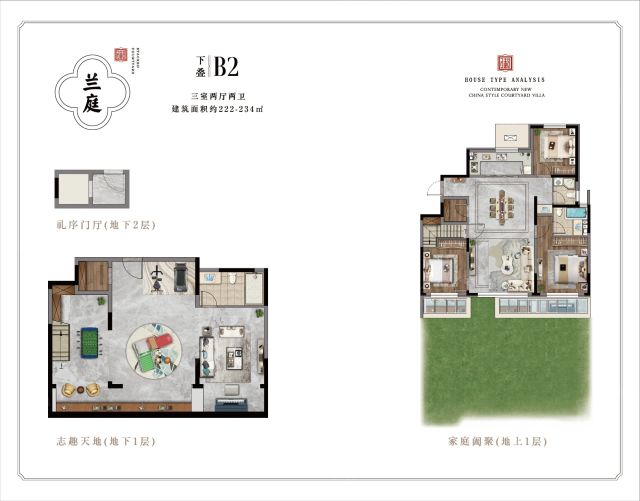 兰庭
下叠 B2
三室两厅两卫
建筑面积约222-234㎡
HOUSE TYPE ANALYSIS
CONTEMPORARY NEW
CHINA STYLE COURTYARD VILLA
礼序门厅(地下2层)
志趣天地(地下1层)
家庭阖聚(地上1层)